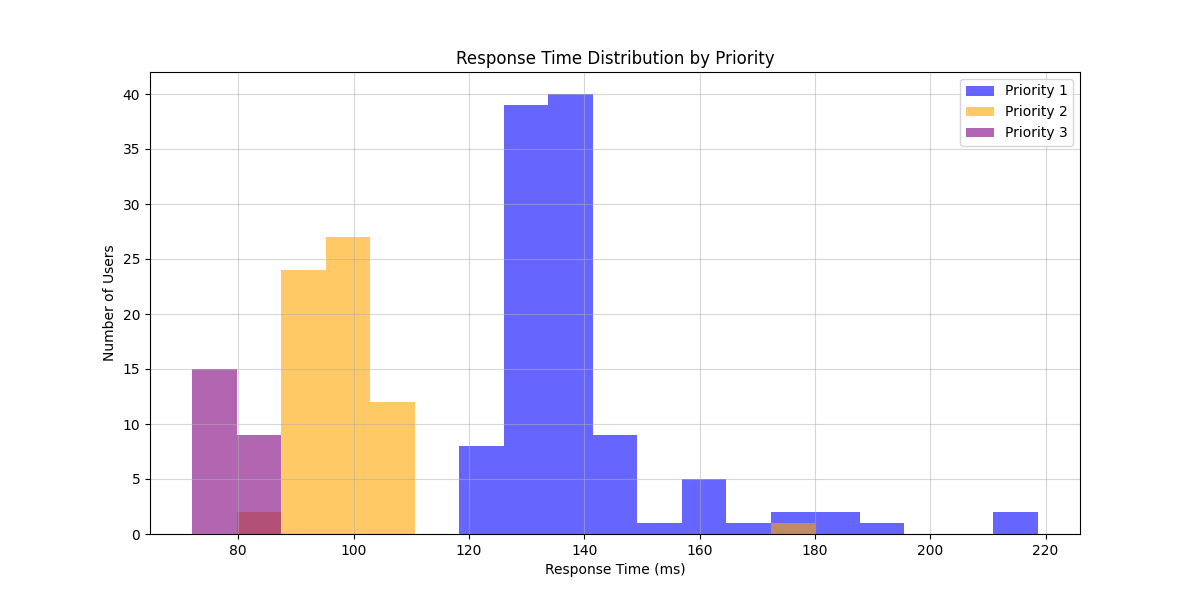 Response Time Distribution by Priority
Number of Users
40
35
30
25
20
15
10
5
0
80 100 120 140 160 180 200 220
Response Time (ms)
Priority 1
Priority 2
Priority 3